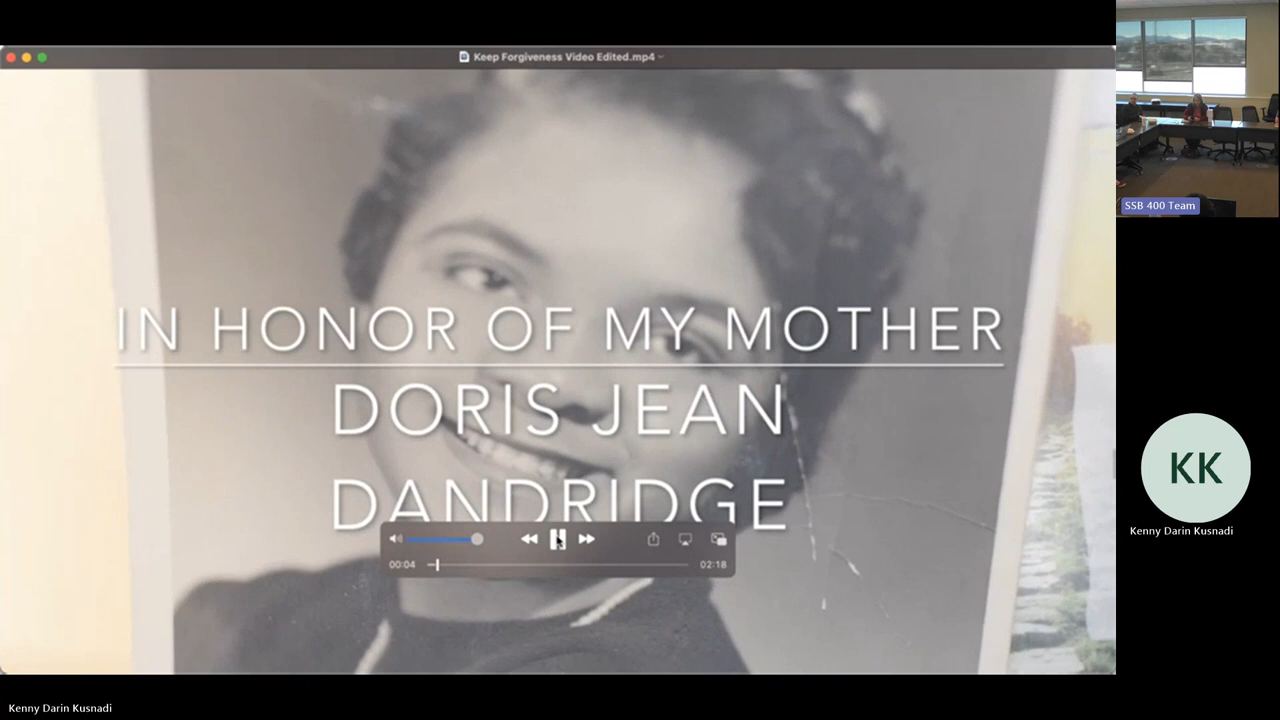 Keep Forgiveness Video Edited.mp4
IN HONOR OF MY MOTHER
DORIS JEAN
DANDRIDGE
00:04
02:18
SSB 400 Team
KK
Kenny Darin Kusnadi
Kenny Darin Kusnadi